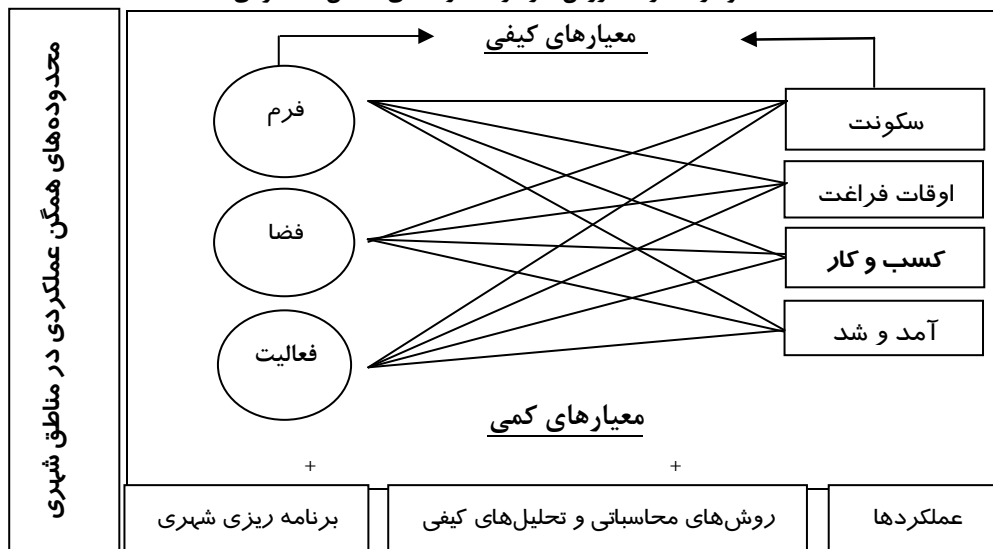 معیارهای کیفی
فرم
سکونت
اوقات فراغت
فضا
کسب و کار
آمد و شد
فعالیت
معیارهای کمی
+ +
عملکردها
روش‌های محاسباتی و تحلیل‌های کیفی
برنامه ریزی شهری
محدوده‌های همگن عملکردی در مناطق شهری